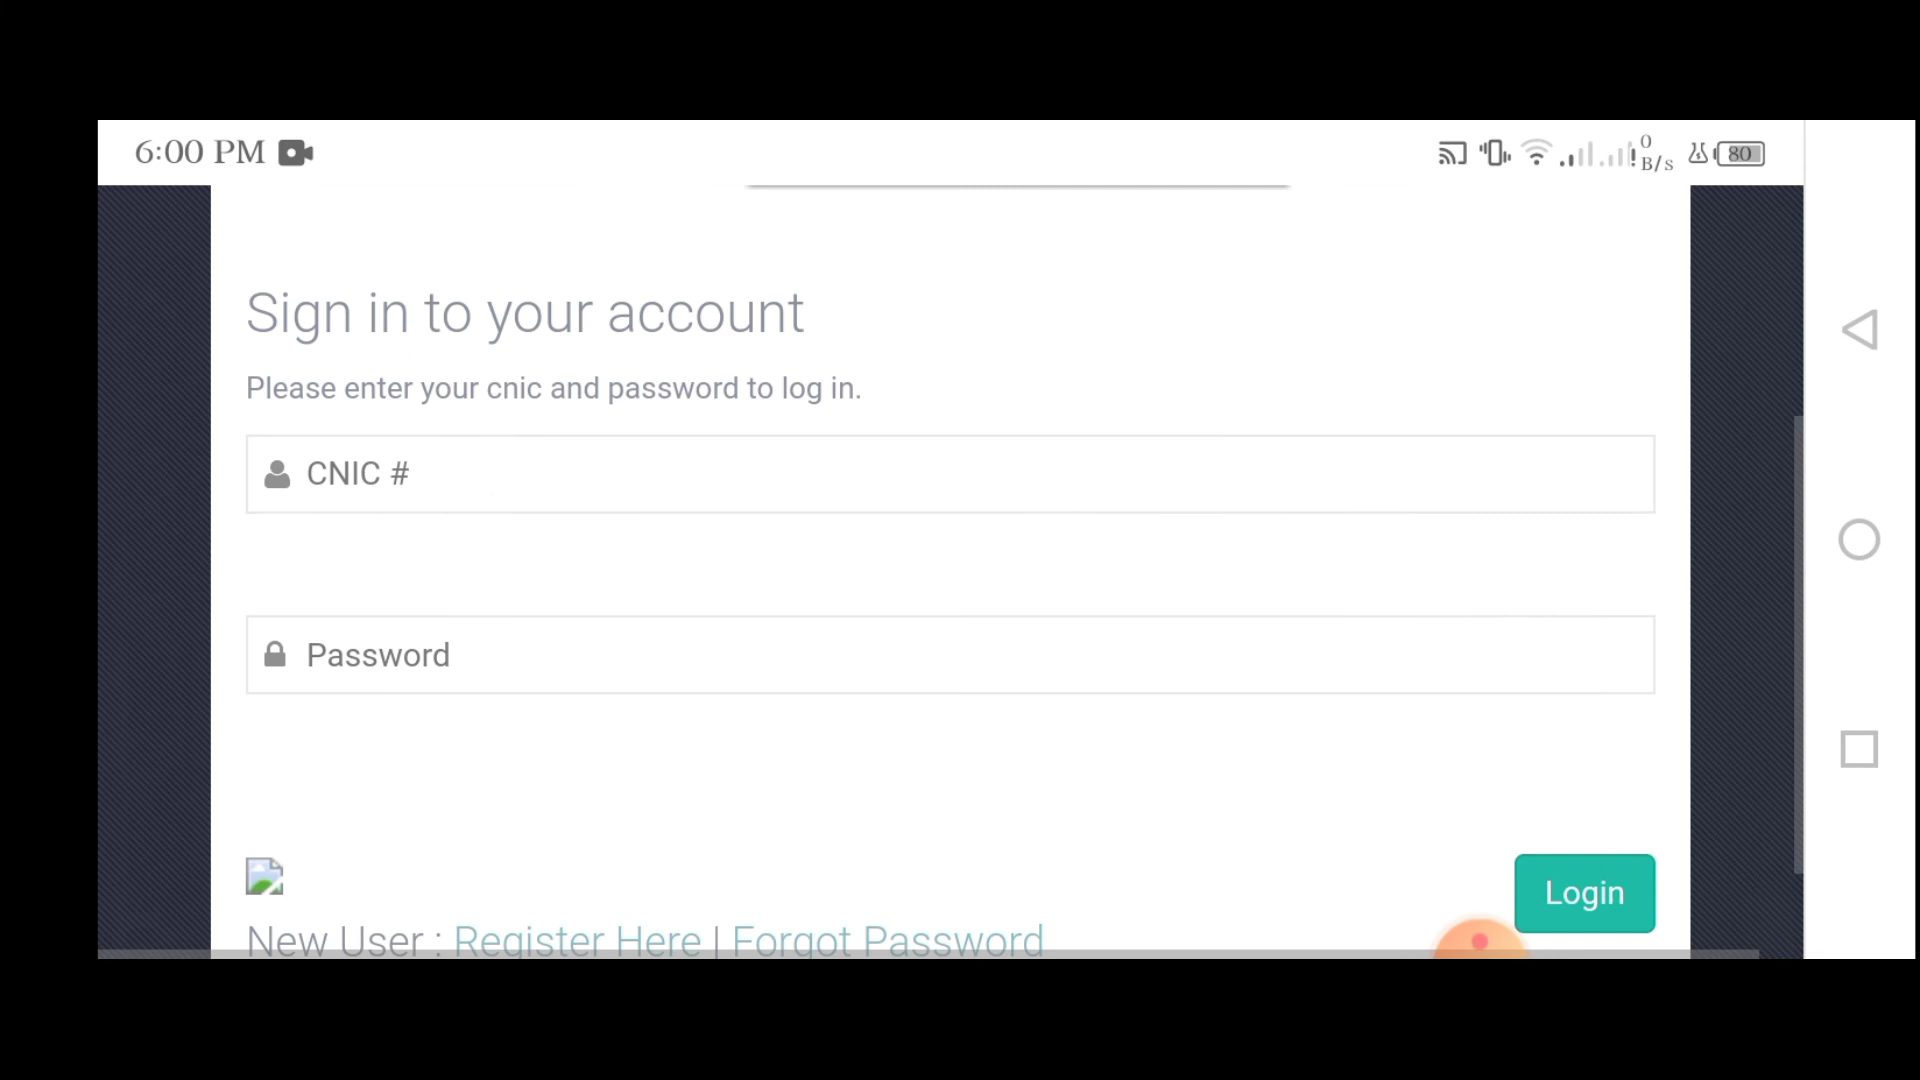 6:00 PM
0
B/s
80
Sign in to your account
Please enter your cnic and password to log in.
CNIC #
Password
Login
New User : Register Here | Forgot Password